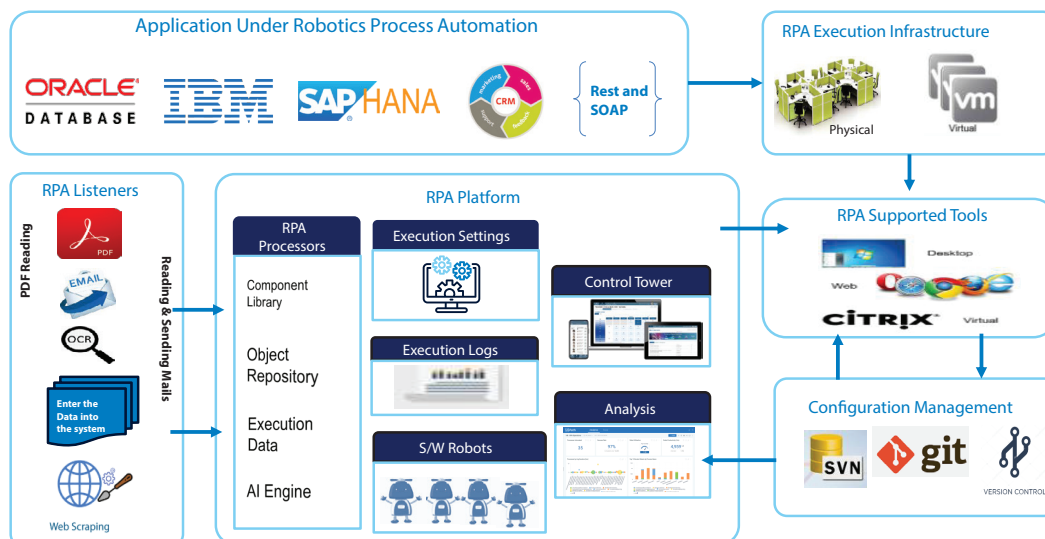 Application Under Robotics Process Automation
ORACLE
DATABASE
IBM
SAP HANA
marketing
sales
CRM
support
feedback
Rest and
SOAP
RPA Execution Infrastructure
Physical
vm
Virtual
RPA Listeners
PDF Reading
PDF
EMAIL
OCR
Enter the
Data into
the system
Web Scraping
Reading & Sending Mails
RPA Platform
RPA
Processors
Component
Library
Object
Repository
Execution
Data
AI Engine
Execution Settings
Execution Logs
S/W Robots
Control Tower
Analysis
RPA Supported Tools
Desktop
Web
Google
CITRIX
Virtual
Configuration Management
SVN
git
VERSION CONTROL